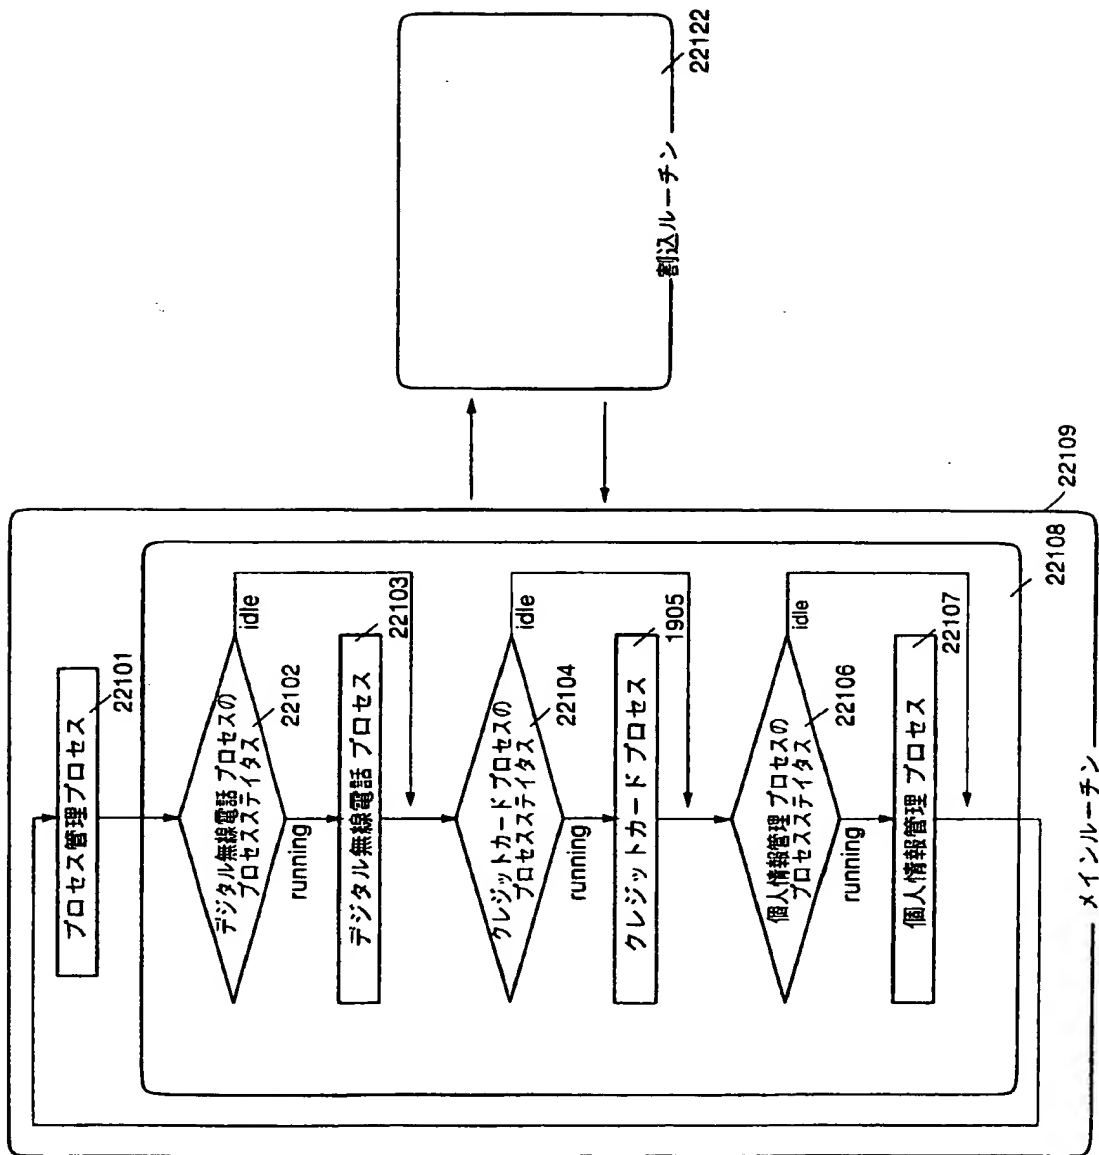 プロセス管理プロセス
22101
デジタル無線電話 プロセスの
プロセスステイタス
22102
idle
running
デジタル無線電話 プロセス
22103
クレジットカード プロセスの
プロセスステイタス
22104
idle
running
クレジットカード プロセス
1905
個人情報管理 プロセスの
プロセスステイタス
22106
idle
running
個人情報管理 プロセス
22107
22108
22109
メインルーチン
割込ルーチン
22122